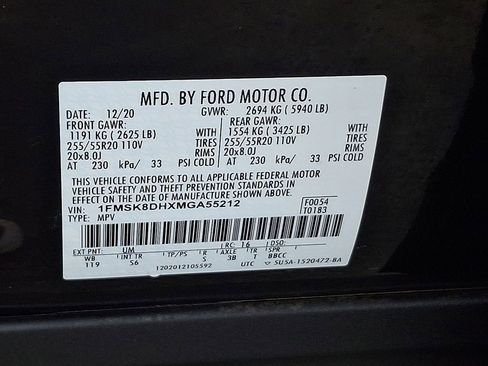 MFD. BY FORD MOTOR CO.
DATE: 12/20 GVWR: 2694 KG ( 5940 LB)
FRONT GAWR: REAR GAWR:
1191 KG ( 2625 LB) WITH 1554 KG ( 3425 LB) WITH
255/55R20 110V TIRES 255/55R20 110V TIRES
20x8.0J RIMS 20x8.0J RIMS
AT 230 kPa/ 33 PSI COLD AT 230 kPa/ 33 PSI COLD
THIS VEHICLE CONFORMS TO ALL APPLICABLE FEDERAL MOTOR
VEHICLE SAFETY AND THEFT PREVENTION STANDARDS IN
EFFECT ON THE DATE OF MANUFACTURE SHOWN ABOVE.
VIN: 1FMSK8DHXMGA55212 F0054
TYPE: MPV T0183
EXT PNT: UM RC: 16 DSO:
WB INT TR TP/PS R AXLE TR SPR
119 S6 S 3B T BBCC
1202012105592 UTC SU5A-1520472-BA